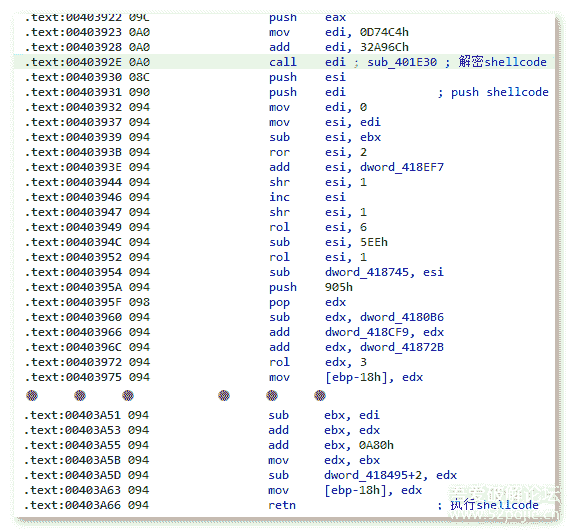 .text:00403922 09C push eax
.text:00403923 0A0 mov edi, 0D74C4h
.text:00403928 0A0 add edi, 32A96Ch
.text:0040392E 0A0 call edi ; sub_401E30 ; 解密shellcode
.text:00403930 08C push esi
.text:00403931 090 push edi ; push shellcode
.text:00403932 094 mov edi, 0
.text:00403937 094 mov esi, edi
.text:00403939 094 sub esi, ebx
.text:0040393B 094 ror esi, 2
.text:0040393E 094 add esi, dword_418EF7
.text:00403944 094 shr esi, 1
.text:00403946 094 inc esi
.text:00403947 094 shr esi, 1
.text:00403949 094 rol esi, 6
.text:0040394C 094 sub esi, 5EEh
.text:00403952 094 rol esi, 1
.text:00403954 094 sub dword_418745, esi
.text:0040395A 094 push 905h
.text:0040395F 098 pop edx
.text:00403960 094 sub edx, dword_4180B6
.text:00403966 094 add dword_418CF9, edx
.text:0040396C 094 add edx, dword_41872B
.text:00403972 094 rol edx, 3
.text:00403975 094 mov [ebp-18h], edx
.text:00403A51 094 sub ebx, edi
.text:00403A53 094 add ebx, edx
.text:00403A55 094 add ebx, 0A80h
.text:00403A5B 094 mov edx, ebx
.text:00403A5D 094 sub dword_418495+2, edx
.text:00403A63 094 mov [ebp-18h], edx
.text:00403A66 094 retn ; 执行shellcode